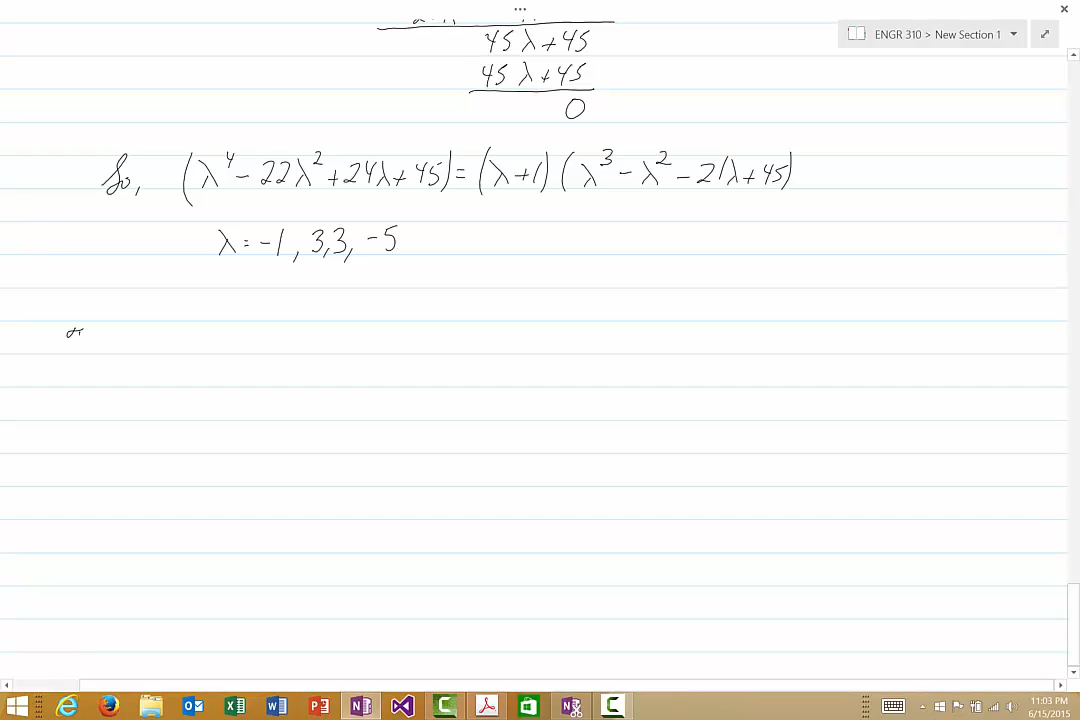 ENGR 310 > New Section 1
45λ+45
45λ+45
0
So, (λ⁴ - 22λ² + 24λ + 45) = (λ+1) (λ³ - λ² - 21λ + 45)
λ = -1, 3,3, -5
11:03 PM
6/15/2015